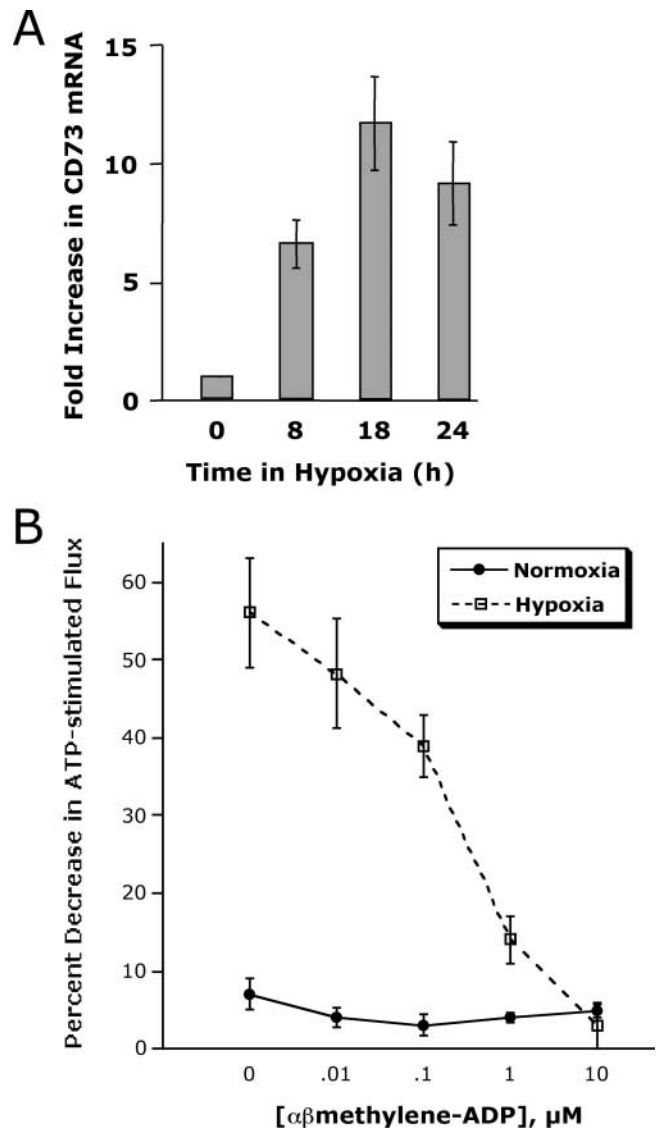 A
Fold Increase in CD73 mRNA
15
10
5
0
0 8 18 24
Time in Hypoxia (h)
B
Percent Decrease in ATP-stimulated Flux
60
50
40
30
20
10
0
Normoxia
Hypoxia
0 .01 .1 1 10
[αβmethylene-ADP], µM